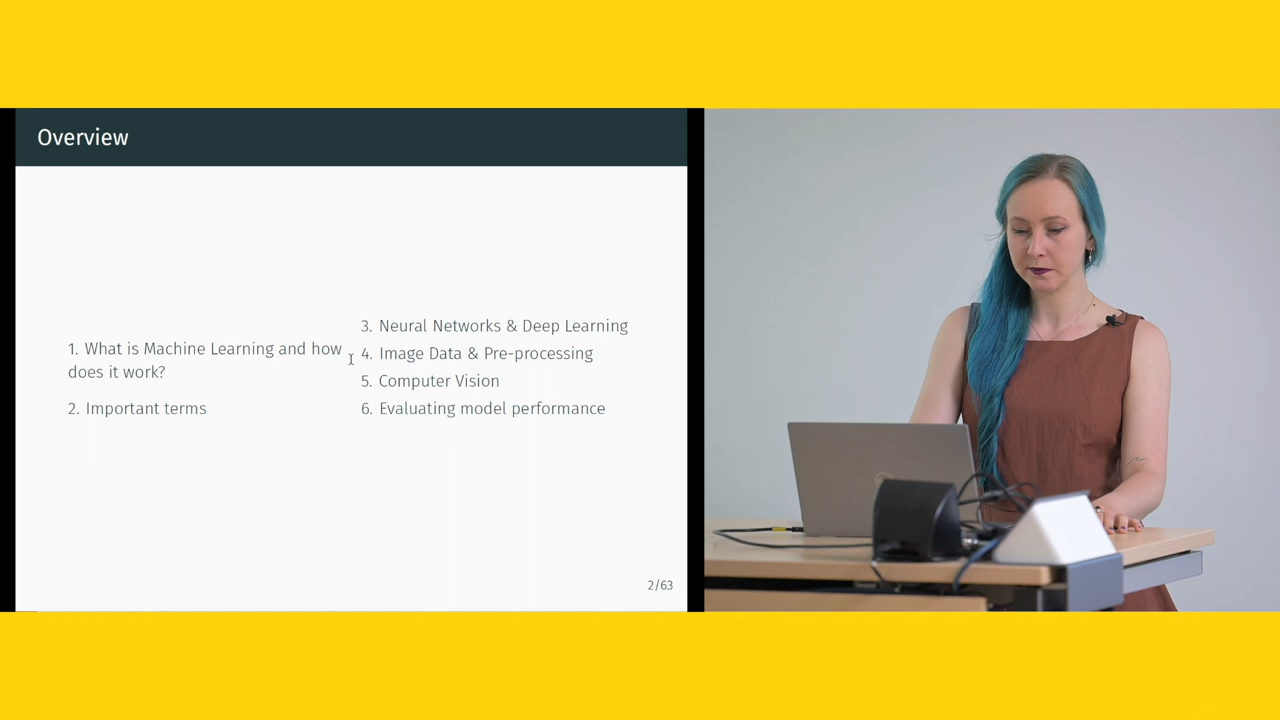 Overview
1. What is Machine Learning and how
does it work?
2. Important terms
3. Neural Networks & Deep Learning
4. Image Data & Pre-processing
5. Computer Vision
6. Evaluating model performance
2/63